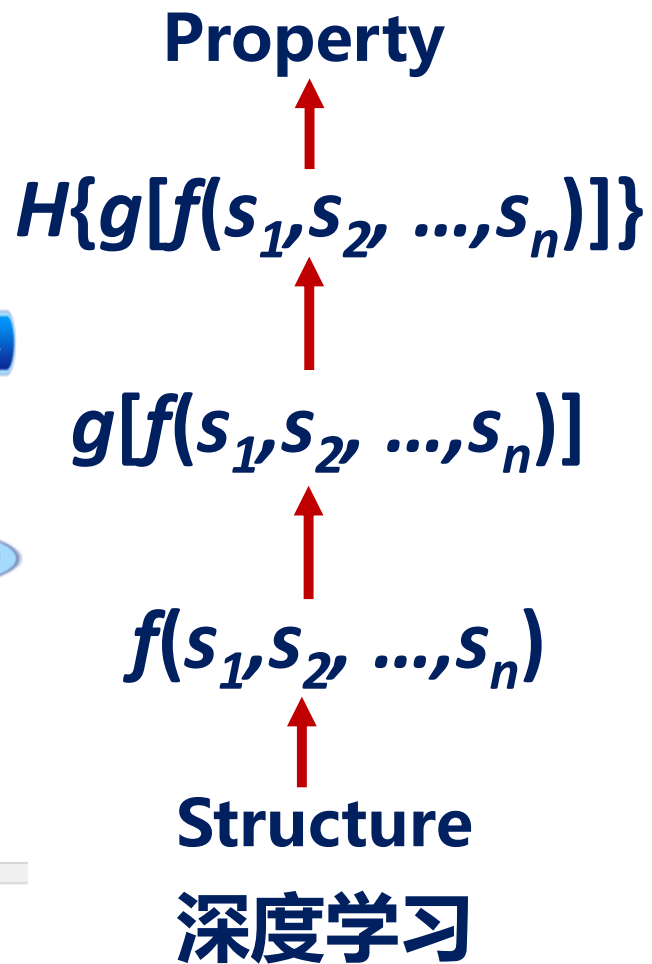 Property
H{g[f(s₁,s₂, ...,sₙ)]}
g[f(s₁,s₂, ...,sₙ)]
f(s₁,s₂, ...,sₙ)
Structure
深度学习